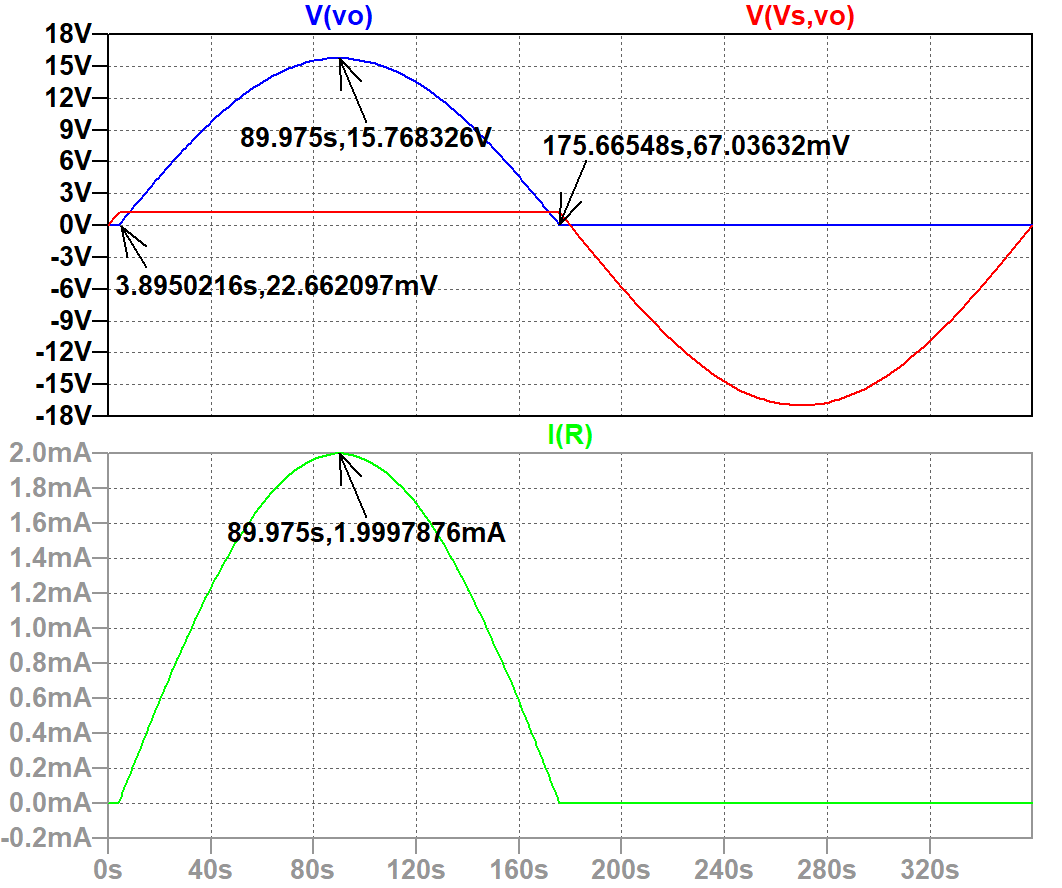 V(vo) V(Vs,vo)
18V
15V
12V
9V
6V
3V
0V
-3V
-6V
-9V
-12V
-15V
-18V
89.975s,15.768326V
175.66548s,67.03632mV
3.8950216s,22.662097mV
I(R)
2.0mA
1.8mA
1.6mA
1.4mA
1.2mA
1.0mA
0.8mA
0.6mA
0.4mA
0.2mA
0.0mA
-0.2mA
89.975s,1.9997876mA
0s 40s 80s 120s 160s 200s 240s 280s 320s